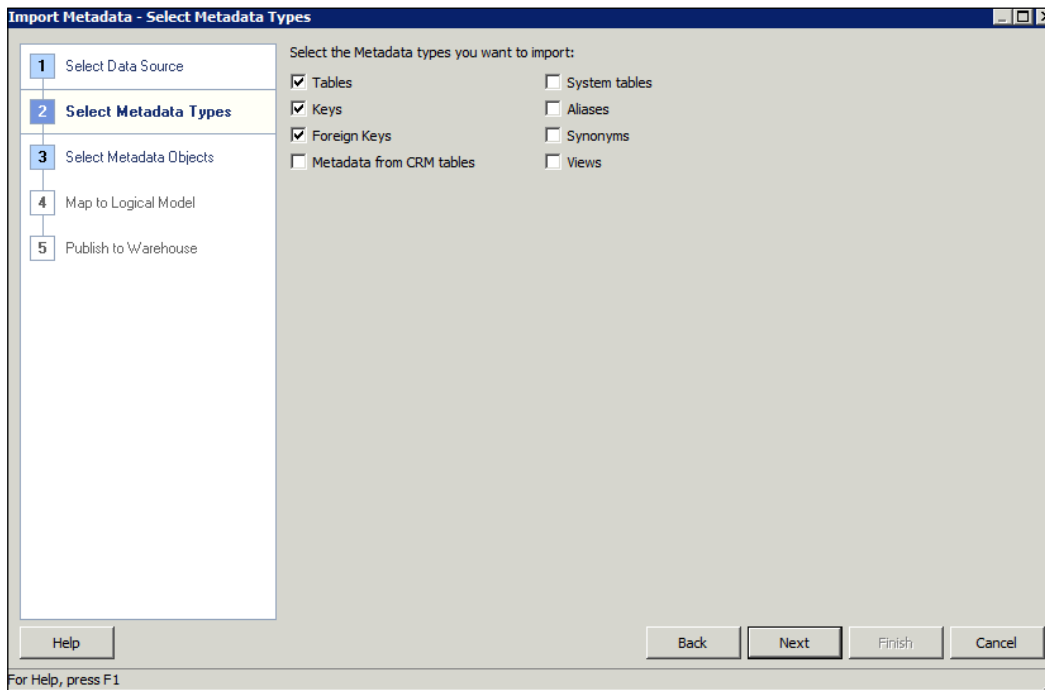 Import Metadata - Select Metadata Types
1 Select Data Source
2 Select Metadata Types
3 Select Metadata Objects
4 Map to Logical Model
5 Publish to Warehouse
Select the Metadata types you want to import:
Tables System tables
Keys Aliases
Foreign Keys Synonyms
Metadata from CRM tables Views
Help Back Next Finish Cancel
For Help, press F1